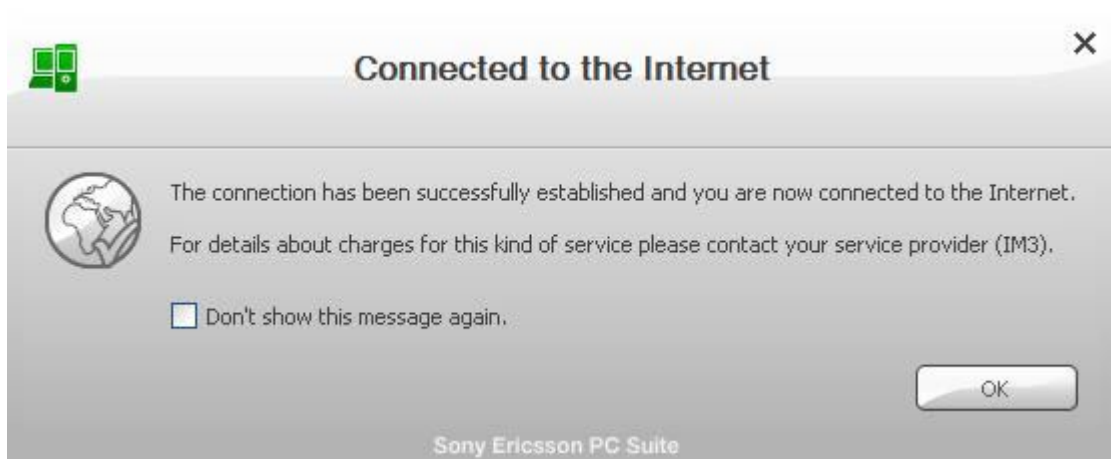 Connected to the Internet
The connection has been successfully established and you are now connected to the Internet.
For details about charges for this kind of service please contact your service provider (IM3).
Don't show this message again.
OK
Sony Ericsson PC Suite